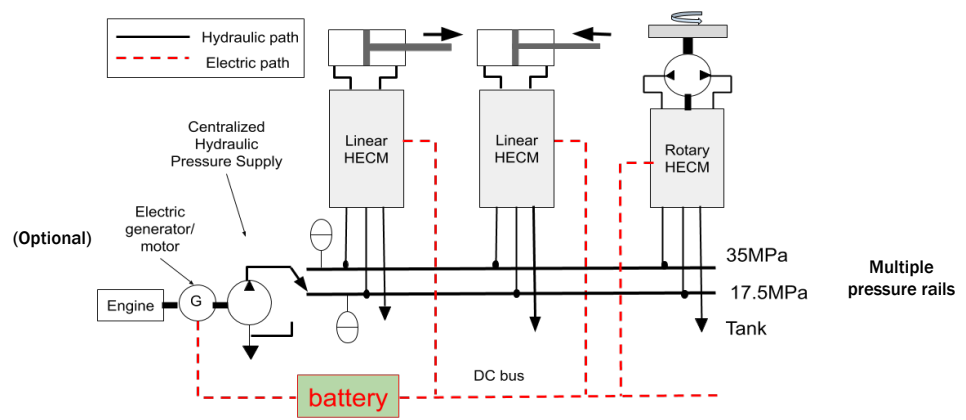 Hydraulic path
Electric path
Centralized
Hydraulic
Pressure Supply
Linear
HECM
Linear
HECM
Rotary
HECM
(Optional)
Electric
generator/
motor
35MPa
Multiple
pressure rails
17.5MPa
Engine
G
Tank
DC bus
battery